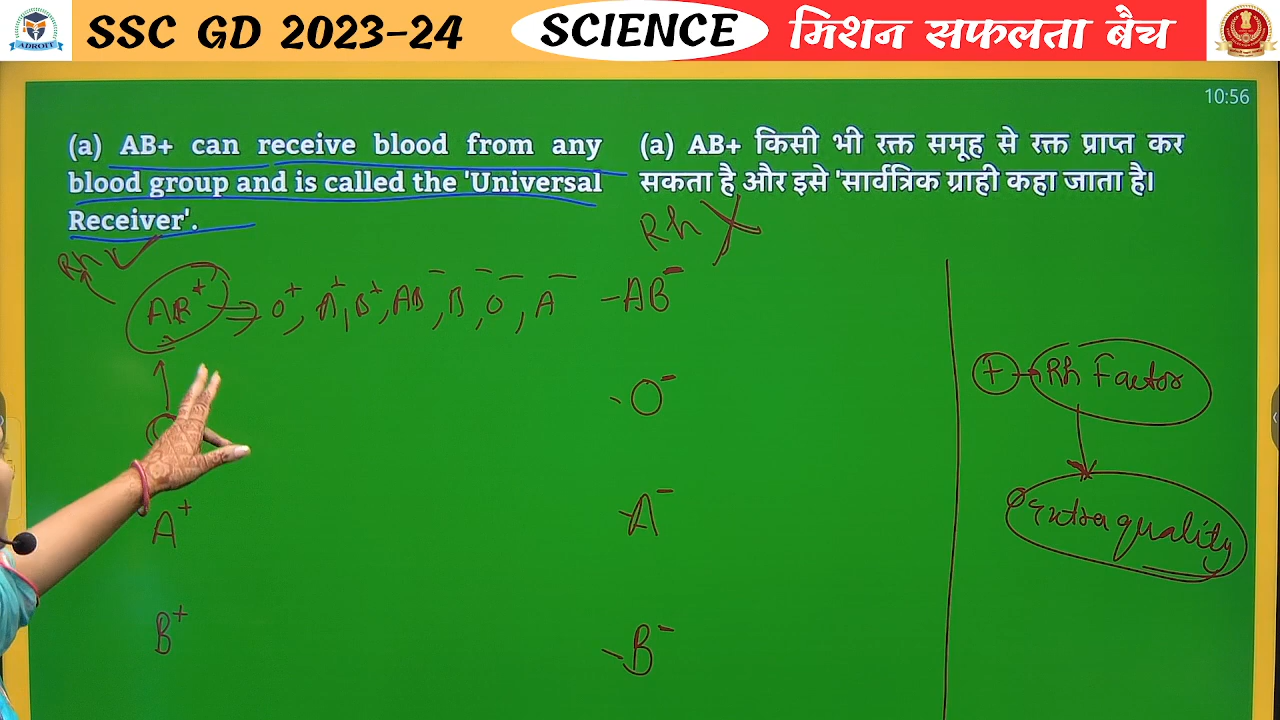 SSC GD 2023-24
SCIENCE
मिशन सफलता बैच
ADROIT
10:56
(a) AB+ can receive blood from any
blood group and is called the 'Universal
Receiver'.
(a) AB+ किसी भी रक्त समूह से रक्त प्राप्त कर
सकता है और इसे 'सार्वत्रिक ग्राही कहा जाता है।
Rh
Rh
AB+ → O+, A+, B+, AB-, B-, O-, A-
-AB-
+ → Rh Factor
-O-
A+
-A-
Extra quality
B+
-B-